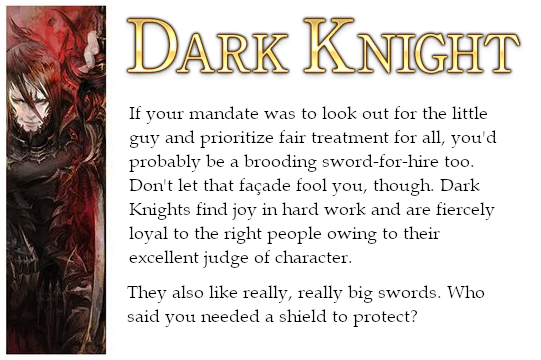 Dark Knight
If your mandate was to look out for the little
guy and prioritize fair treatment for all, you'd
probably be a brooding sword-for-hire too.
Don't let that façade fool you, though. Dark
Knights find joy in hard work and are fiercely
loyal to the right people owing to their
excellent judge of character.
They also like really, really big swords. Who
said you needed a shield to protect?